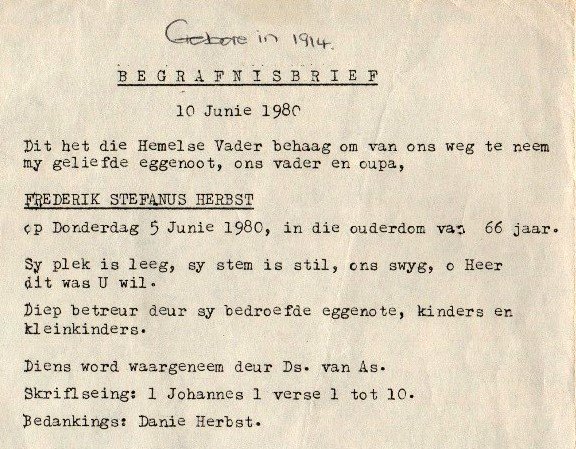 Gebore in 1914.
BEGRAFNISBRIEF
10 Junie 1980
Dit het die Hemelse Vader behaag om van ons weg te neem
my geliefde eggenoot, ons vader en oupa,
FREDERIK STEFANUS HERBST
op Donderdag 5 Junie 1980, in die ouderdom van 66 jaar.
Sy plek is leeg, sy stem is stil, ons swyg, o Heer
dit was U wil.
Diep betreur deur sy bedroefde eggenote, kinders en
kleinkinders.
Diens word waargeneem deur Ds. van As.
Skriflseing: 1 Johannes 1 verse 1 tot 10.
Bedankings: Danie Herbst.